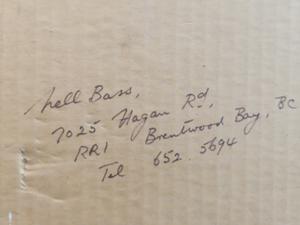 Nell Bass,
7025 Hagan Rd,
RR1 Brentwood Bay, BC
Tel 652.5694